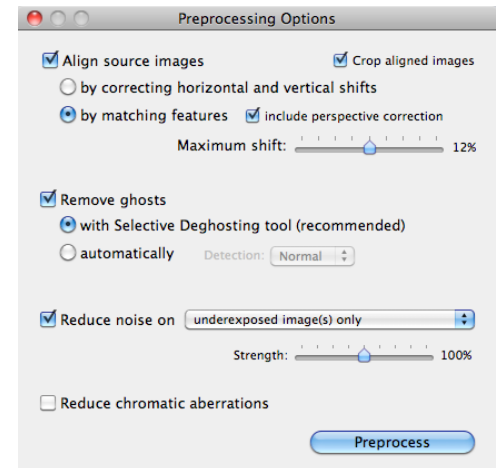 Preprocessing Options
Align source images Crop aligned images
by correcting horizontal and vertical shifts
by matching features include perspective correction
Maximum shift: 12%
Remove ghosts
with Selective Deghosting tool (recommended)
automatically Detection: Normal
Reduce noise on underexposed image(s) only
Strength: 100%
Reduce chromatic aberrations
Preprocess